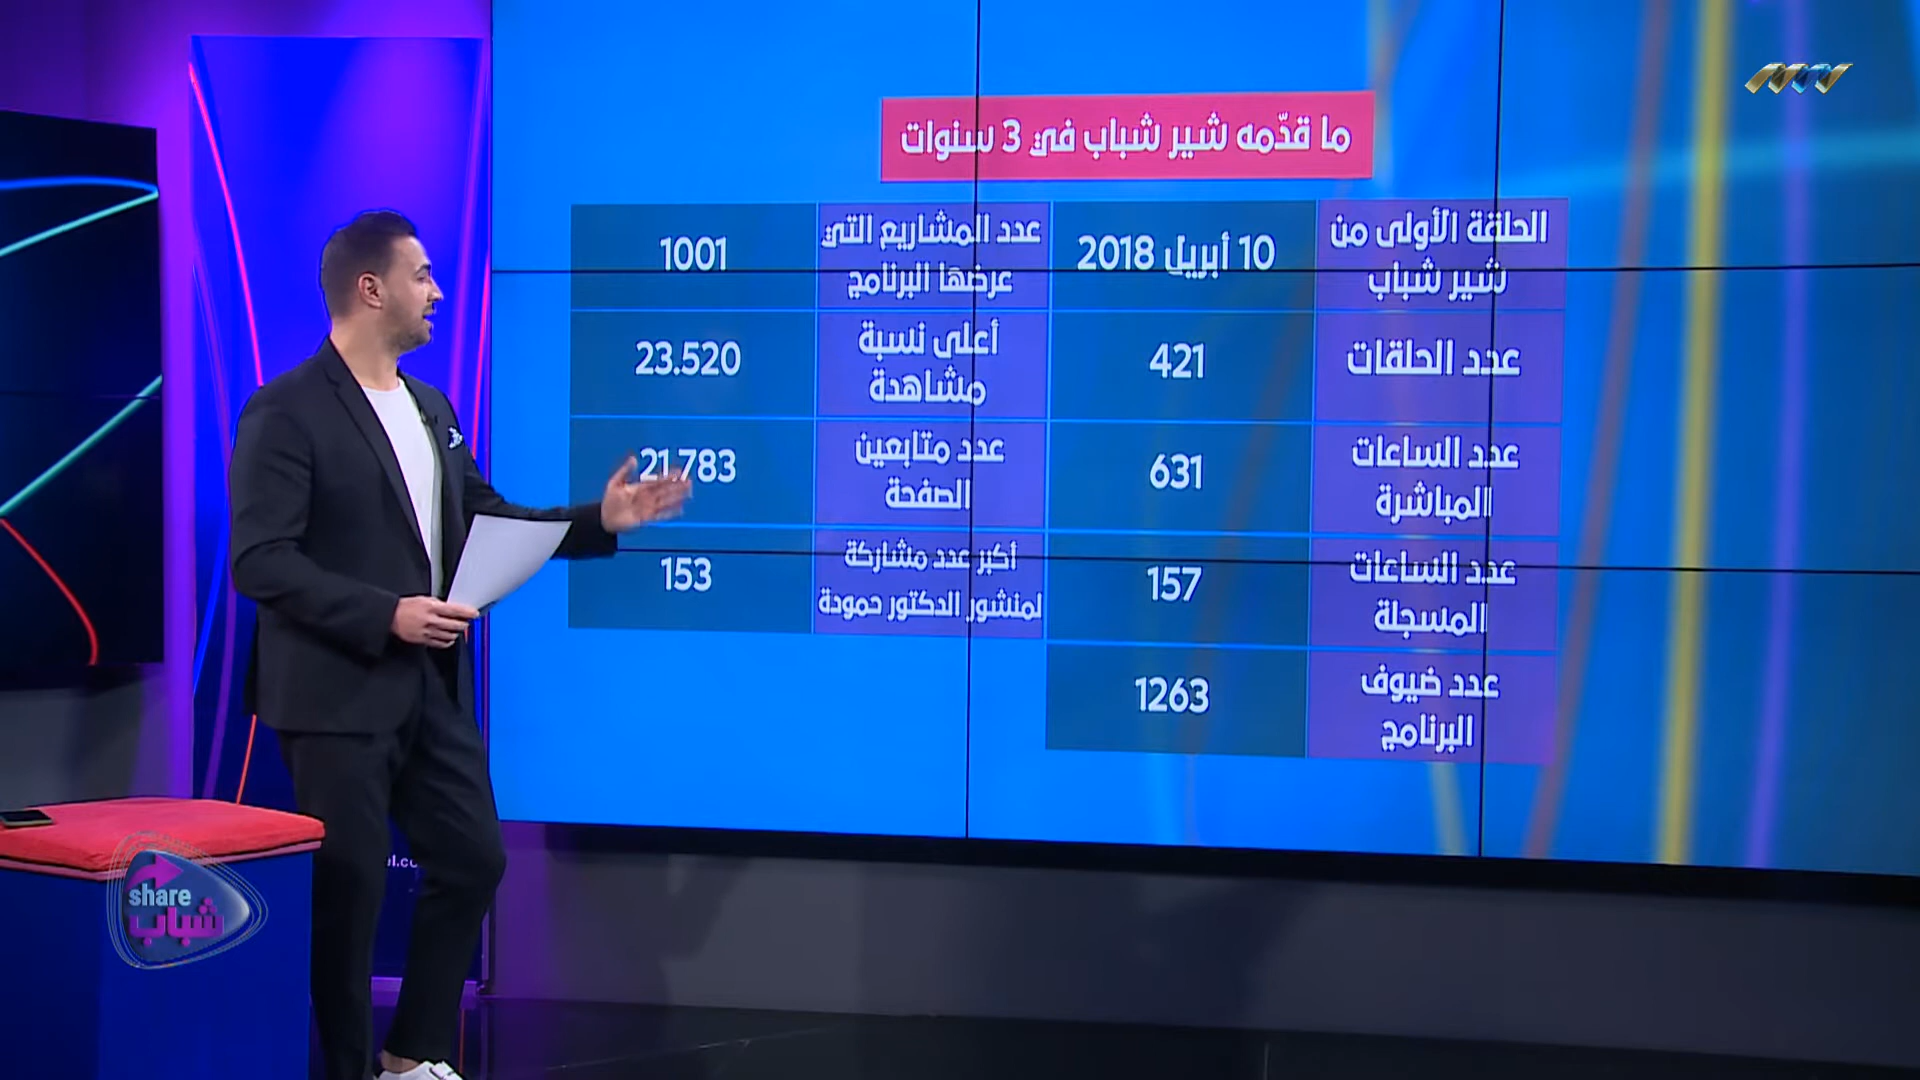 ما قدّمه شير شباب في 3 سنوات
الحلقة الأولى من
شير شباب
10 أبريل 2018
عدد الحلقات
421
عدد الساعات
المباشرة
631
عدد الساعات
المسجلة
157
عدد ضيوف
البرنامج
1263
عدد المشاريع التي
عرضها البرنامج
1001
أعلى نسبة
مشاهدة
23.520
عدد متابعين
الصفحة
21.783
أكبر عدد مشاركة
لمنشور الدكتور حمودة
153
share
شباب